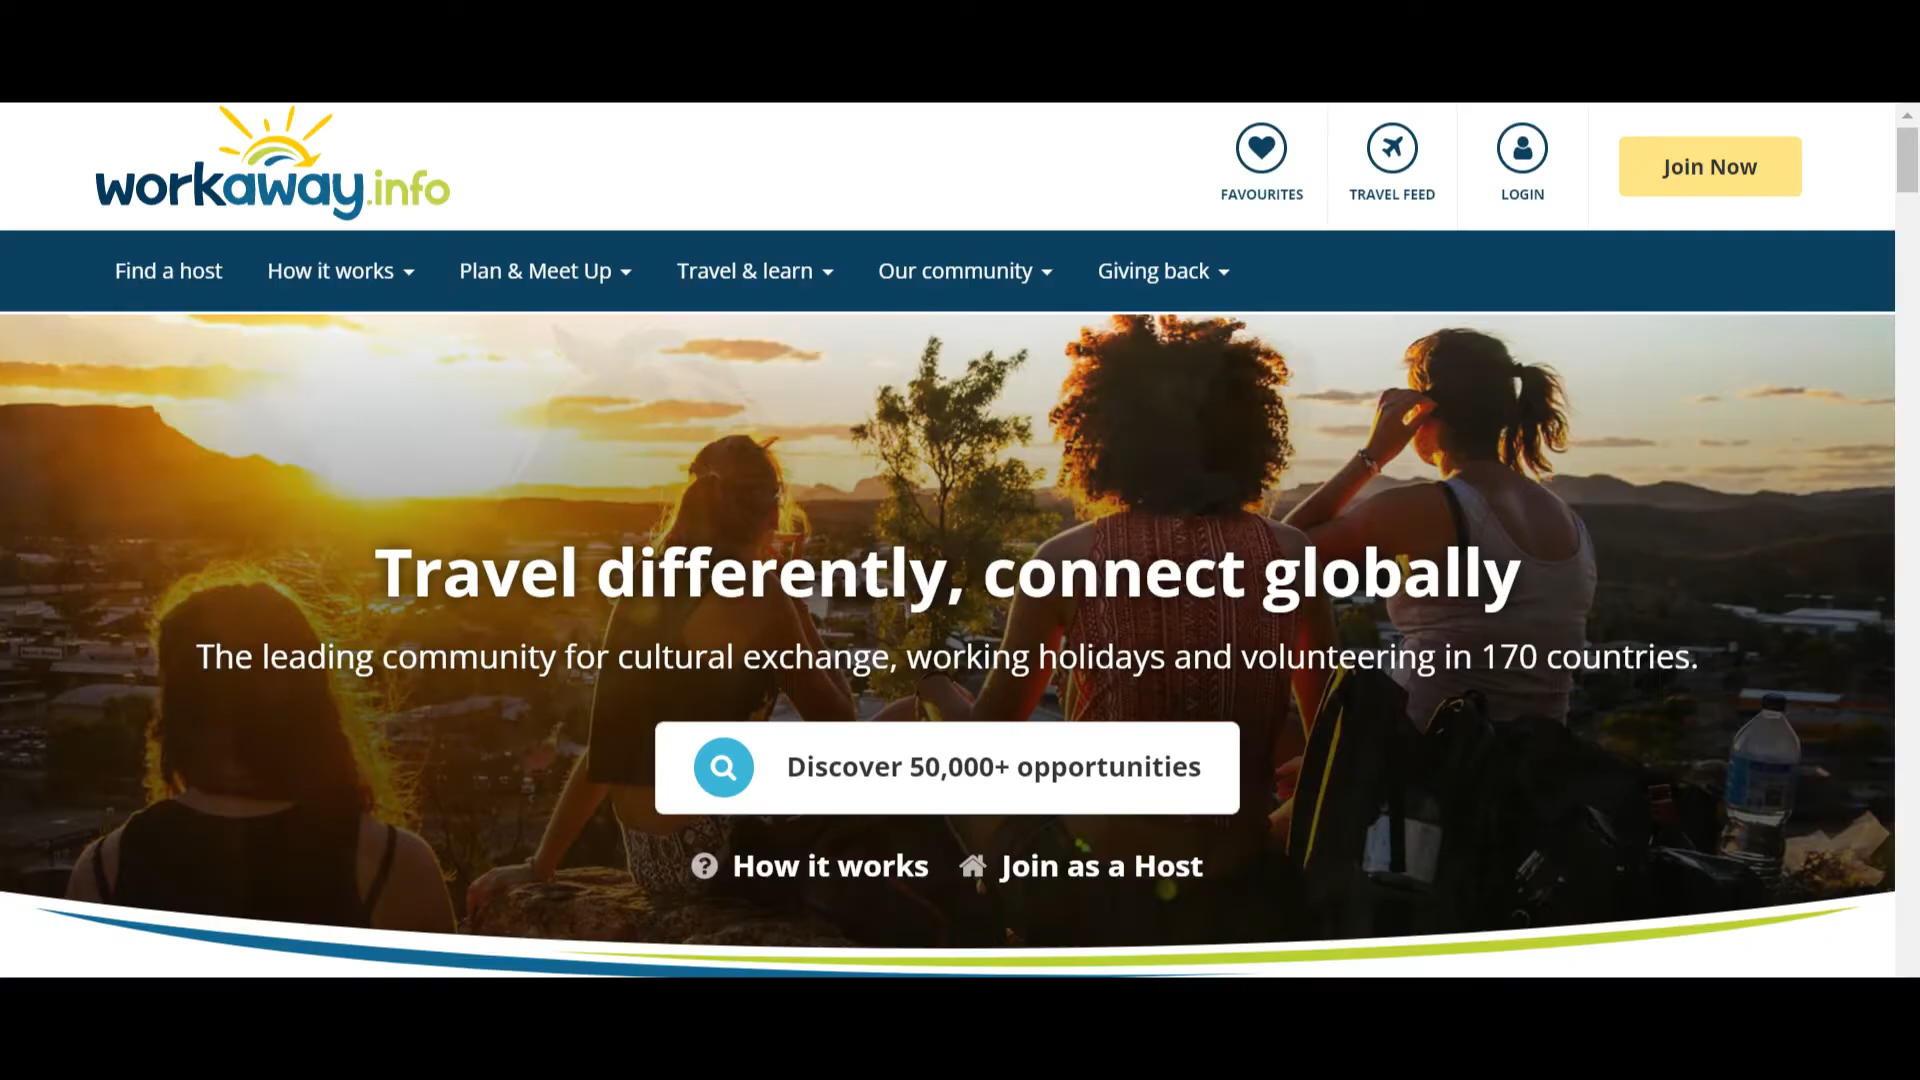 workaway.info
FAVOURITES
TRAVEL FEED
LOGIN
Join Now
Find a host
How it works
Plan & Meet Up
Travel & learn
Our community
Giving back
Travel differently, connect globally
The leading community for cultural exchange, working holidays and volunteering in 170 countries.
Discover 50,000+ opportunities
How it works
Join as a Host